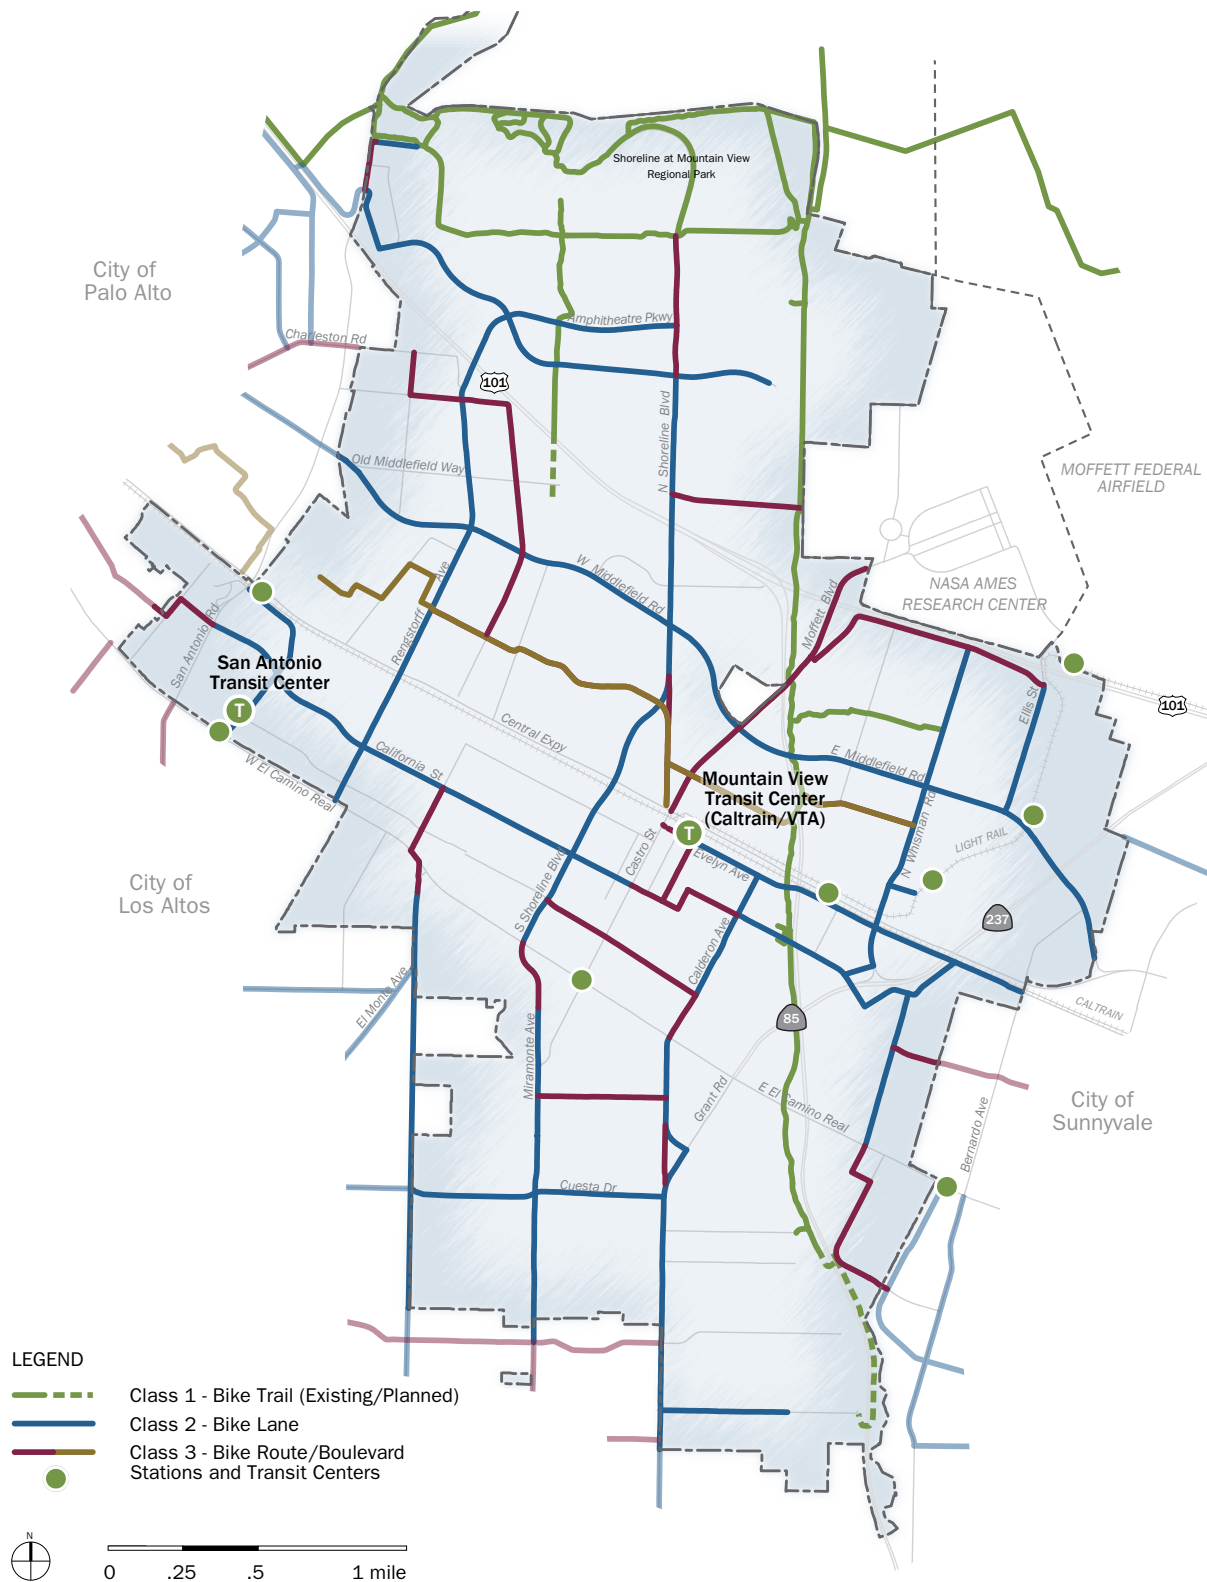 Shoreline at Mountain View
Regional Park
City of
Palo Alto
Charleston Rd
Amphitheatre Pkwy
101
N Shoreline Blvd
Old Middlefield Way
MOFFETT FEDERAL
AIRFIELD
W Middlefield Rd
NASA AMES
RESEARCH CENTER
Moffett Blvd
Rengstorff Ave
San Antonio Rd
San Antonio
Transit Center
T
Ellis St
101
Central Expy
California St
W El Camino Real
E Middlefield Rd
Mountain View
Transit Center
(Caltrain/VTA)
T
N Whisman Rd
LIGHT RAIL
Castro St
Evelyn Ave
S Shoreline Blvd
City of
Los Altos
237
Calderon Ave
El Monte Ave
85
CALTRAIN
Miramonte Ave
Grant Rd
E El Camino Real
City of
Sunnyvale
Bernardo Ave
Cuesta Dr
LEGEND
Class 1 - Bike Trail (Existing/Planned)
Class 2 - Bike Lane
Class 3 - Bike Route/Boulevard
Stations and Transit Centers
N
0 .25 .5 1 mile